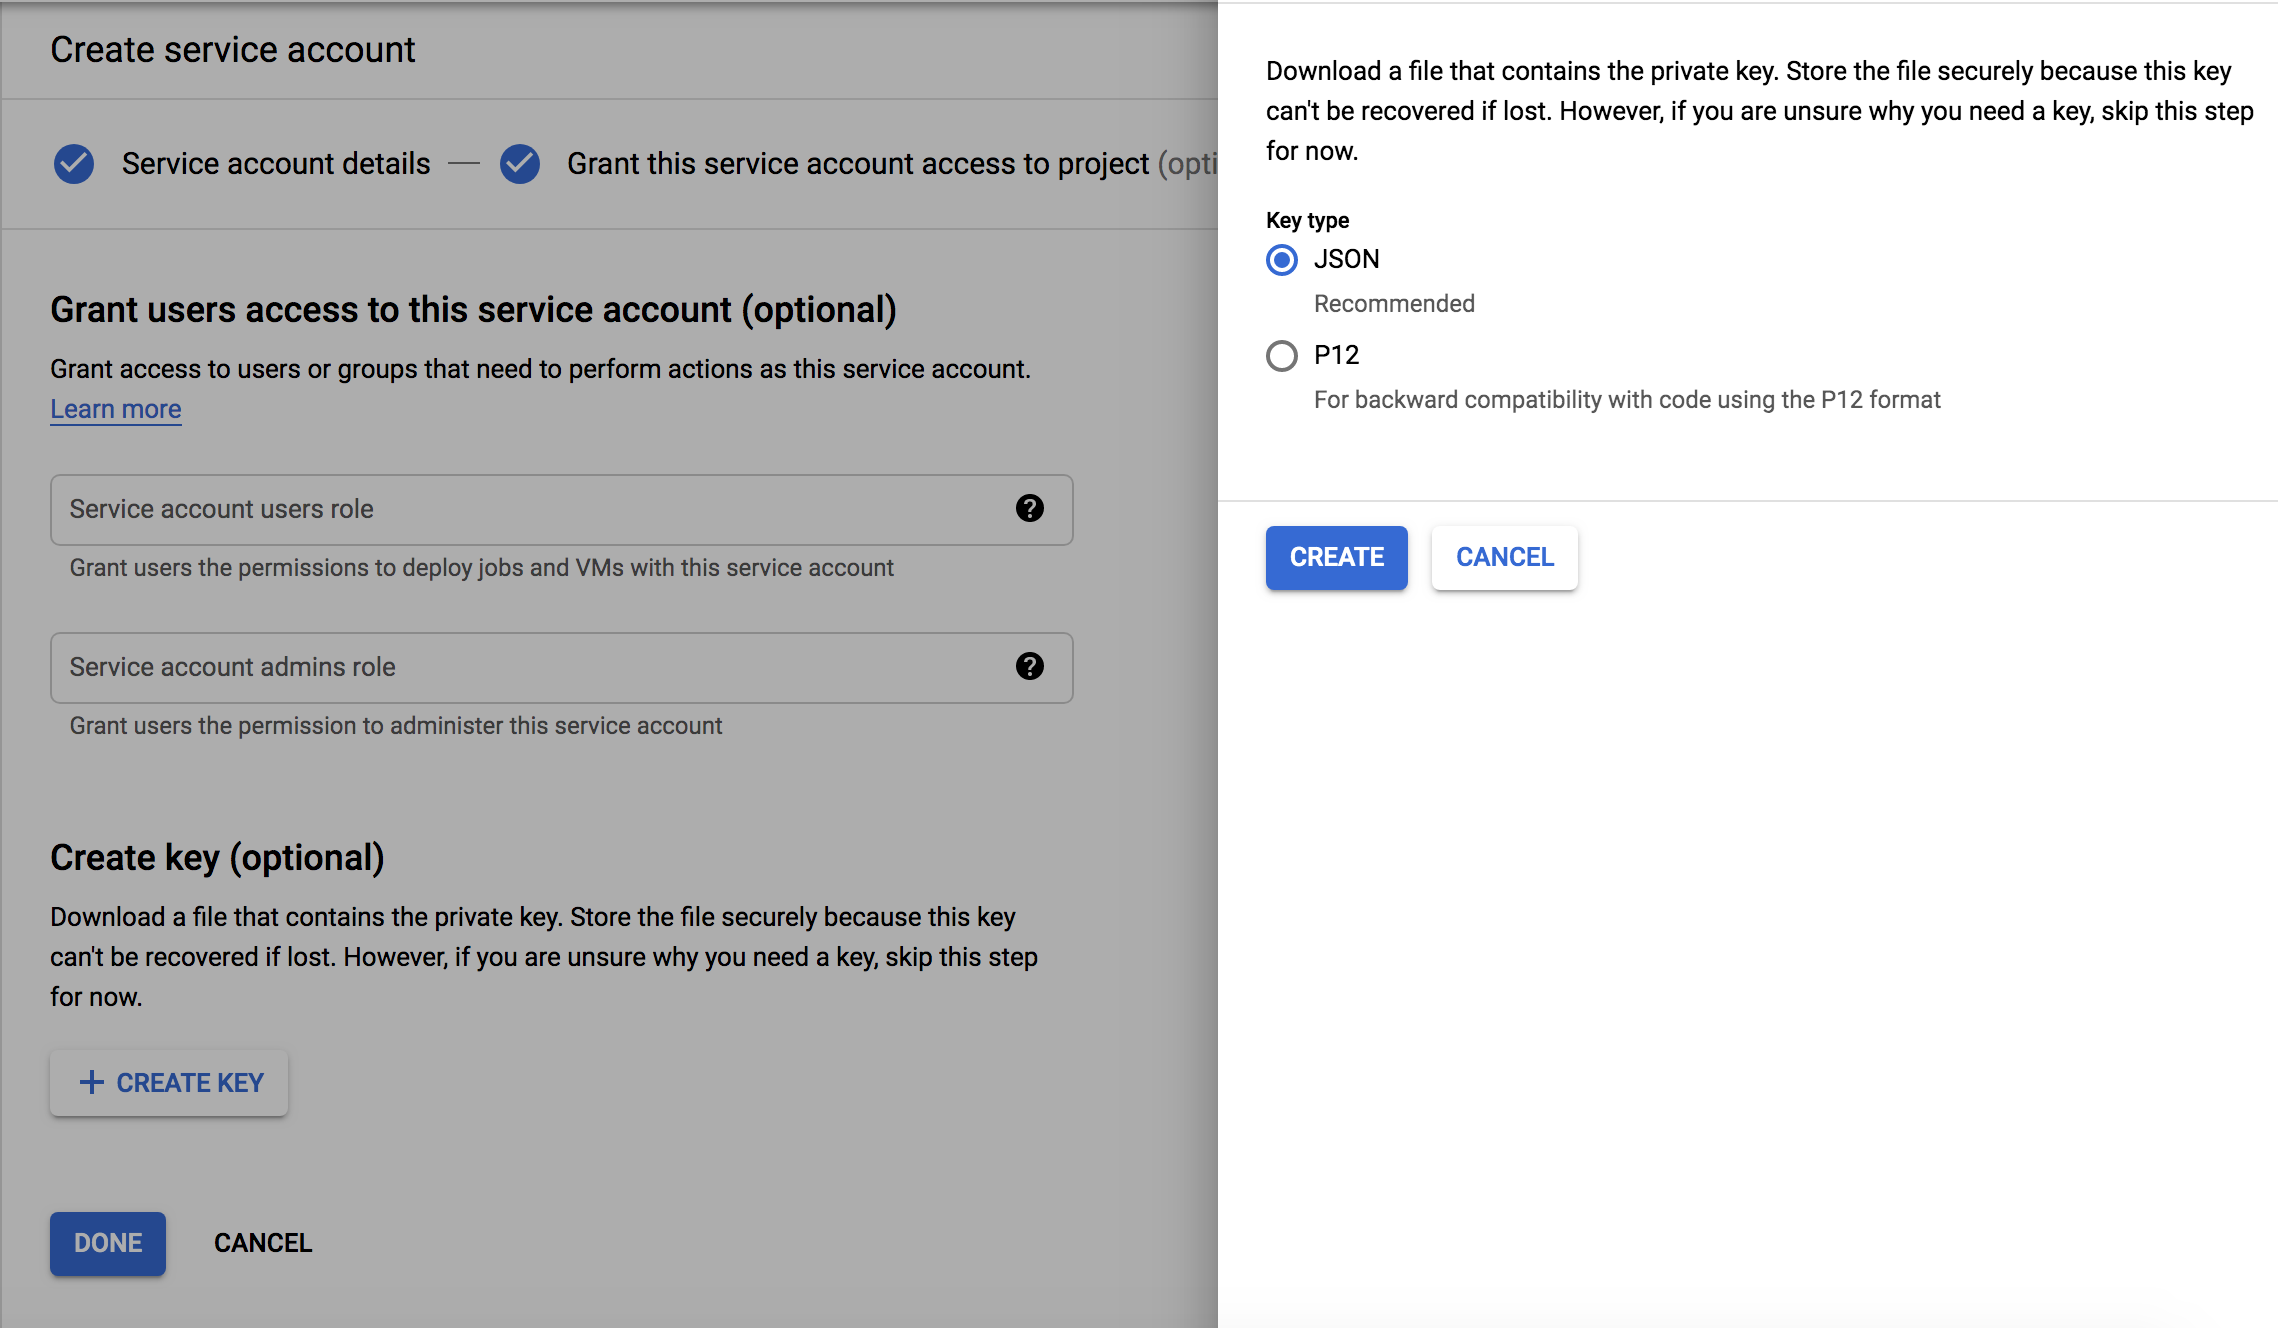 Create service account
Service account details
Grant this service account access to project (opti
Grant users access to this service account (optional)
Grant access to users or groups that need to perform actions as this service account.
Learn more
Service account users role
?
Grant users the permissions to deploy jobs and VMs with this service account
Service account admins role
?
Grant users the permission to administer this service account
Create key (optional)
Download a file that contains the private key. Store the file securely because this key
can't be recovered if lost. However, if you are unsure why you need a key, skip this step
for now.
+ CREATE KEY
DONE
CANCEL
Download a file that contains the private key. Store the file securely because this key
can't be recovered if lost. However, if you are unsure why you need a key, skip this step
for now.
Key type
JSON
Recommended
P12
For backward compatibility with code using the P12 format
CREATE
CANCEL